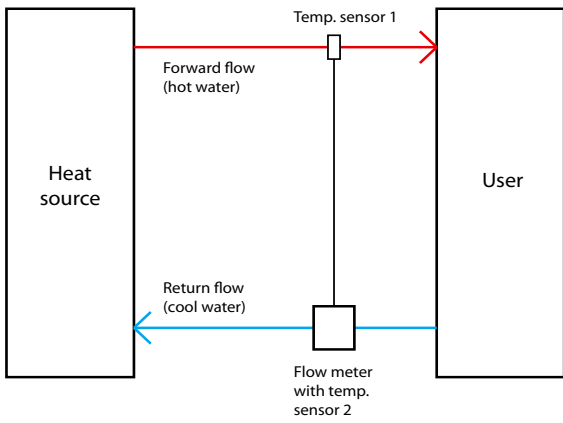 Temp. sensor 1
Forward flow
(hot water)
Heat
source
User
Return flow
(cool water)
Flow meter
with temp.
sensor 2